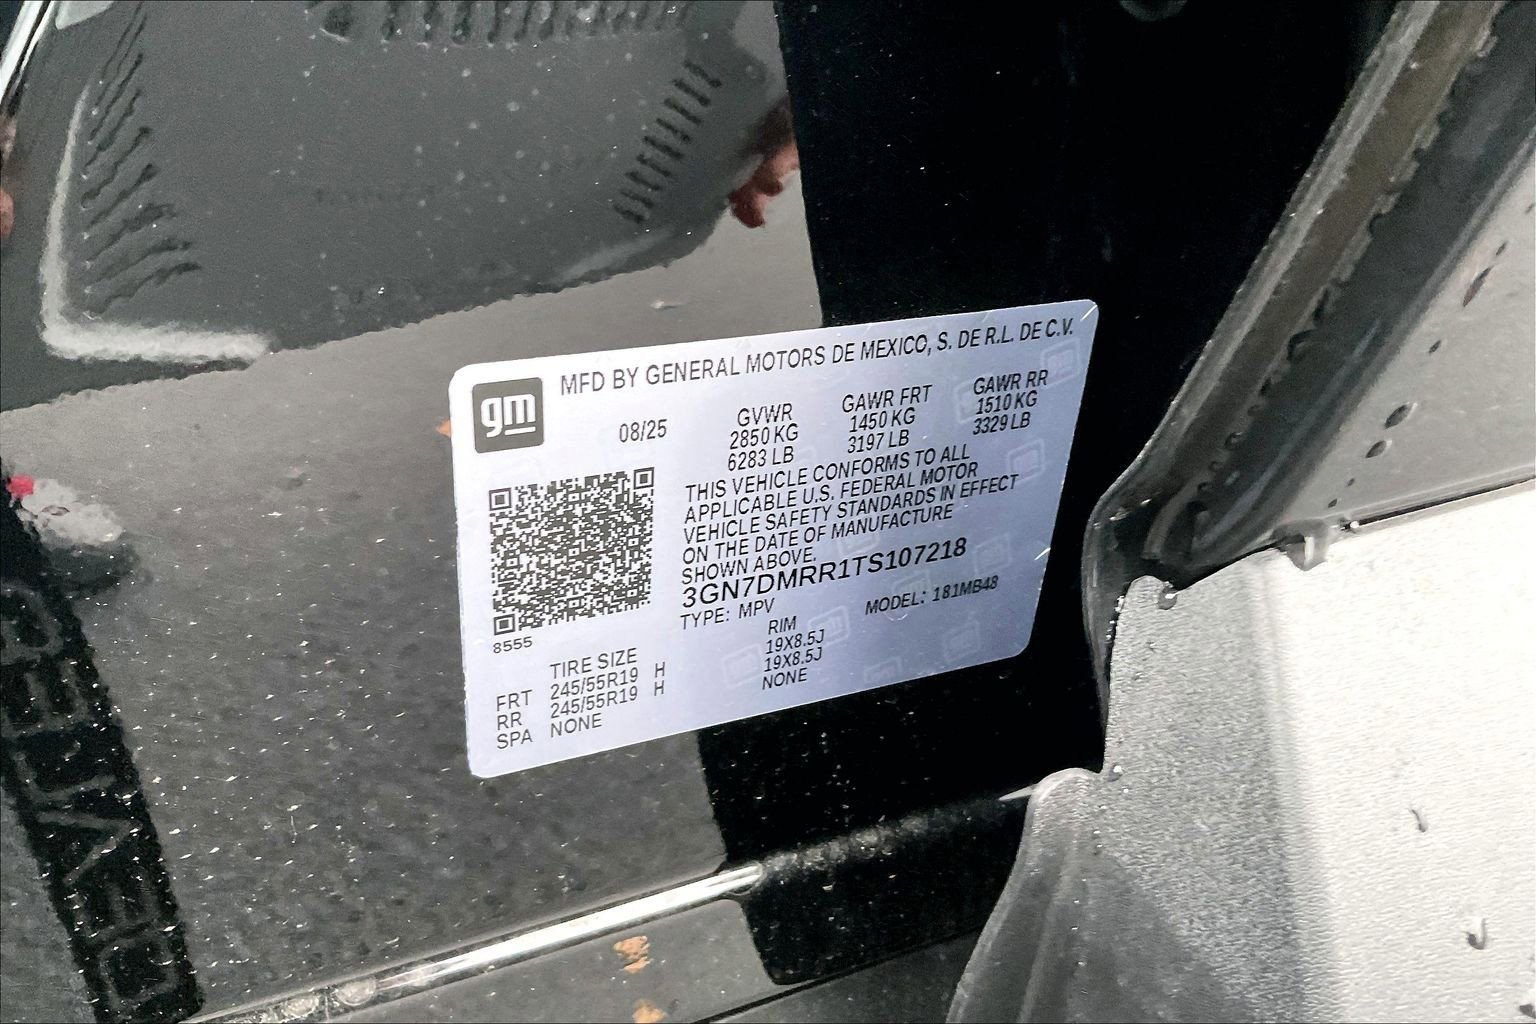 MFD BY GENERAL MOTORS DE MEXICO, S. DE R.L. DE C.V.
gm
08/25
GVWR
2850 KG
6283 LB
GAWR FRT
1450 KG
3197 LB
GAWR RR
1510 KG
3329 LB
THIS VEHICLE CONFORMS TO ALL
APPLICABLE U.S. FEDERAL MOTOR
VEHICLE SAFETY STANDARDS IN EFFECT
ON THE DATE OF MANUFACTURE
SHOWN ABOVE.
3GN7DMRR1TS107218
TYPE: MPV MODEL: 181MB48
8555
TIRE SIZE RIM
FRT 245/55R19 H 19X8.5J
RR 245/55R19 H 19X8.5J
SPA NONE NONE